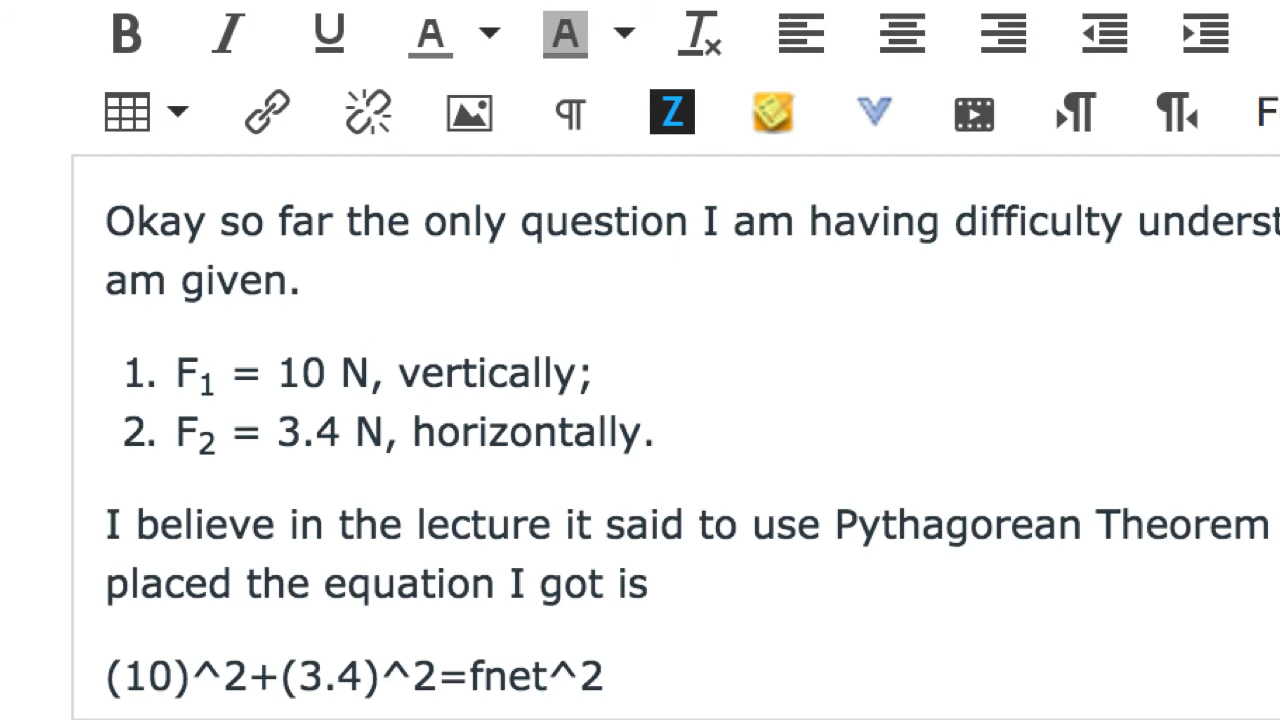 B I U A A Tx
Z F
Okay so far the only question I am having difficulty
am given.
1. F₁ = 10 N, vertically;
2. F₂ = 3.4 N, horizontally.
I believe in the lecture it said to use Pythagorean Theorem
placed the equation I got is
(10)^2+(3.4)^2=fnet^2